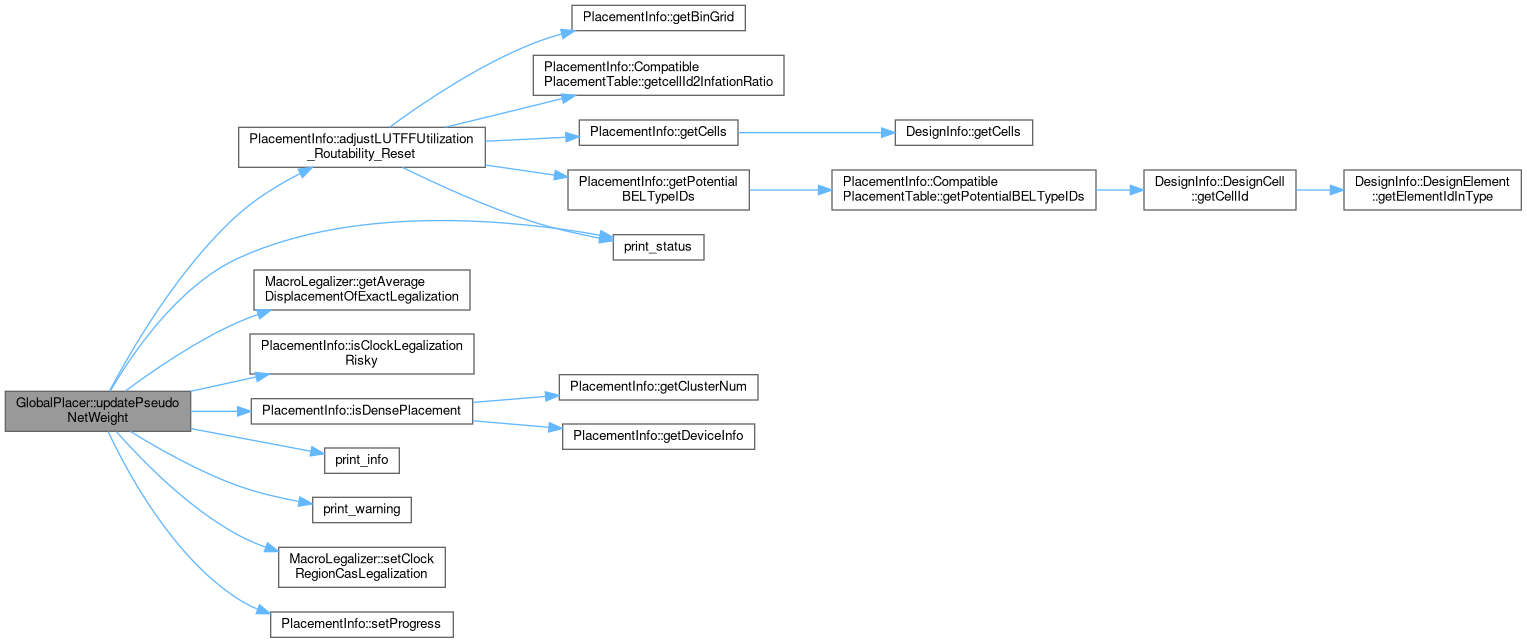 PlacementInfo::getBinGrid
PlacementInfo::Compatible
PlacementTable::getcellId2InfationRatio
PlacementInfo::adjustLUTFFUtilization
_Routability_Reset
PlacementInfo::getCells
DesignInfo::getCells
PlacementInfo::getPotential
BELTypeIDs
PlacementInfo::Compatible
PlacementTable::getPotentialBELTypeIDs
DesignInfo::DesignCell
::getCellId
DesignInfo::DesignElement
::getElementIdInType
print_status
MacroLegalizer::getAverage
DisplacementOfExactLegalization
PlacementInfo::isClockLegalization
Risky
GlobalPlacer::updatePseudo
NetWeight
PlacementInfo::isDensePlacement
PlacementInfo::getClusterNum
PlacementInfo::getDeviceInfo
print_info
print_warning
MacroLegalizer::setClock
RegionCasLegalization
PlacementInfo::setProgress